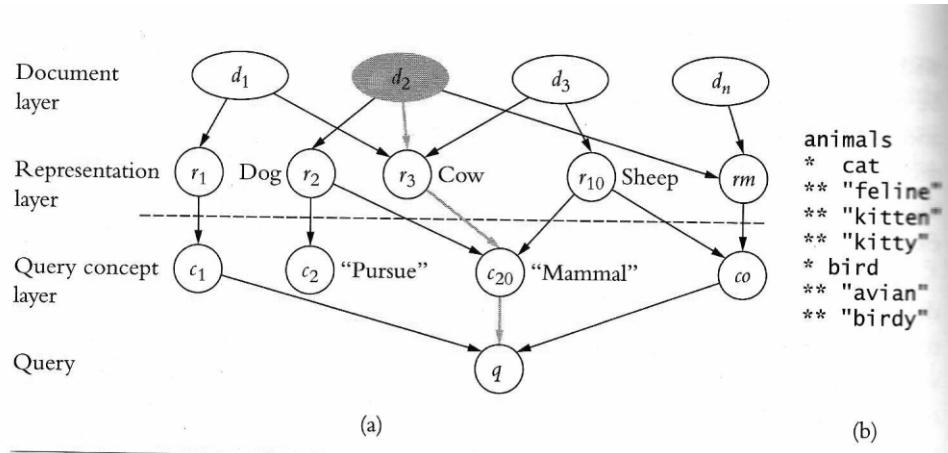 Document layer
d1 d2 d3 dn
Representation layer
r1 Dog r2 r3 Cow r10 Sheep rm
Query concept layer
c1 c2 “Pursue” c20 “Mammal” co
Query
q
(a)
animals
* cat
** "feline"
** "kitten"
** "kitty"
* bird
** "avian"
** "birdy"
(b)